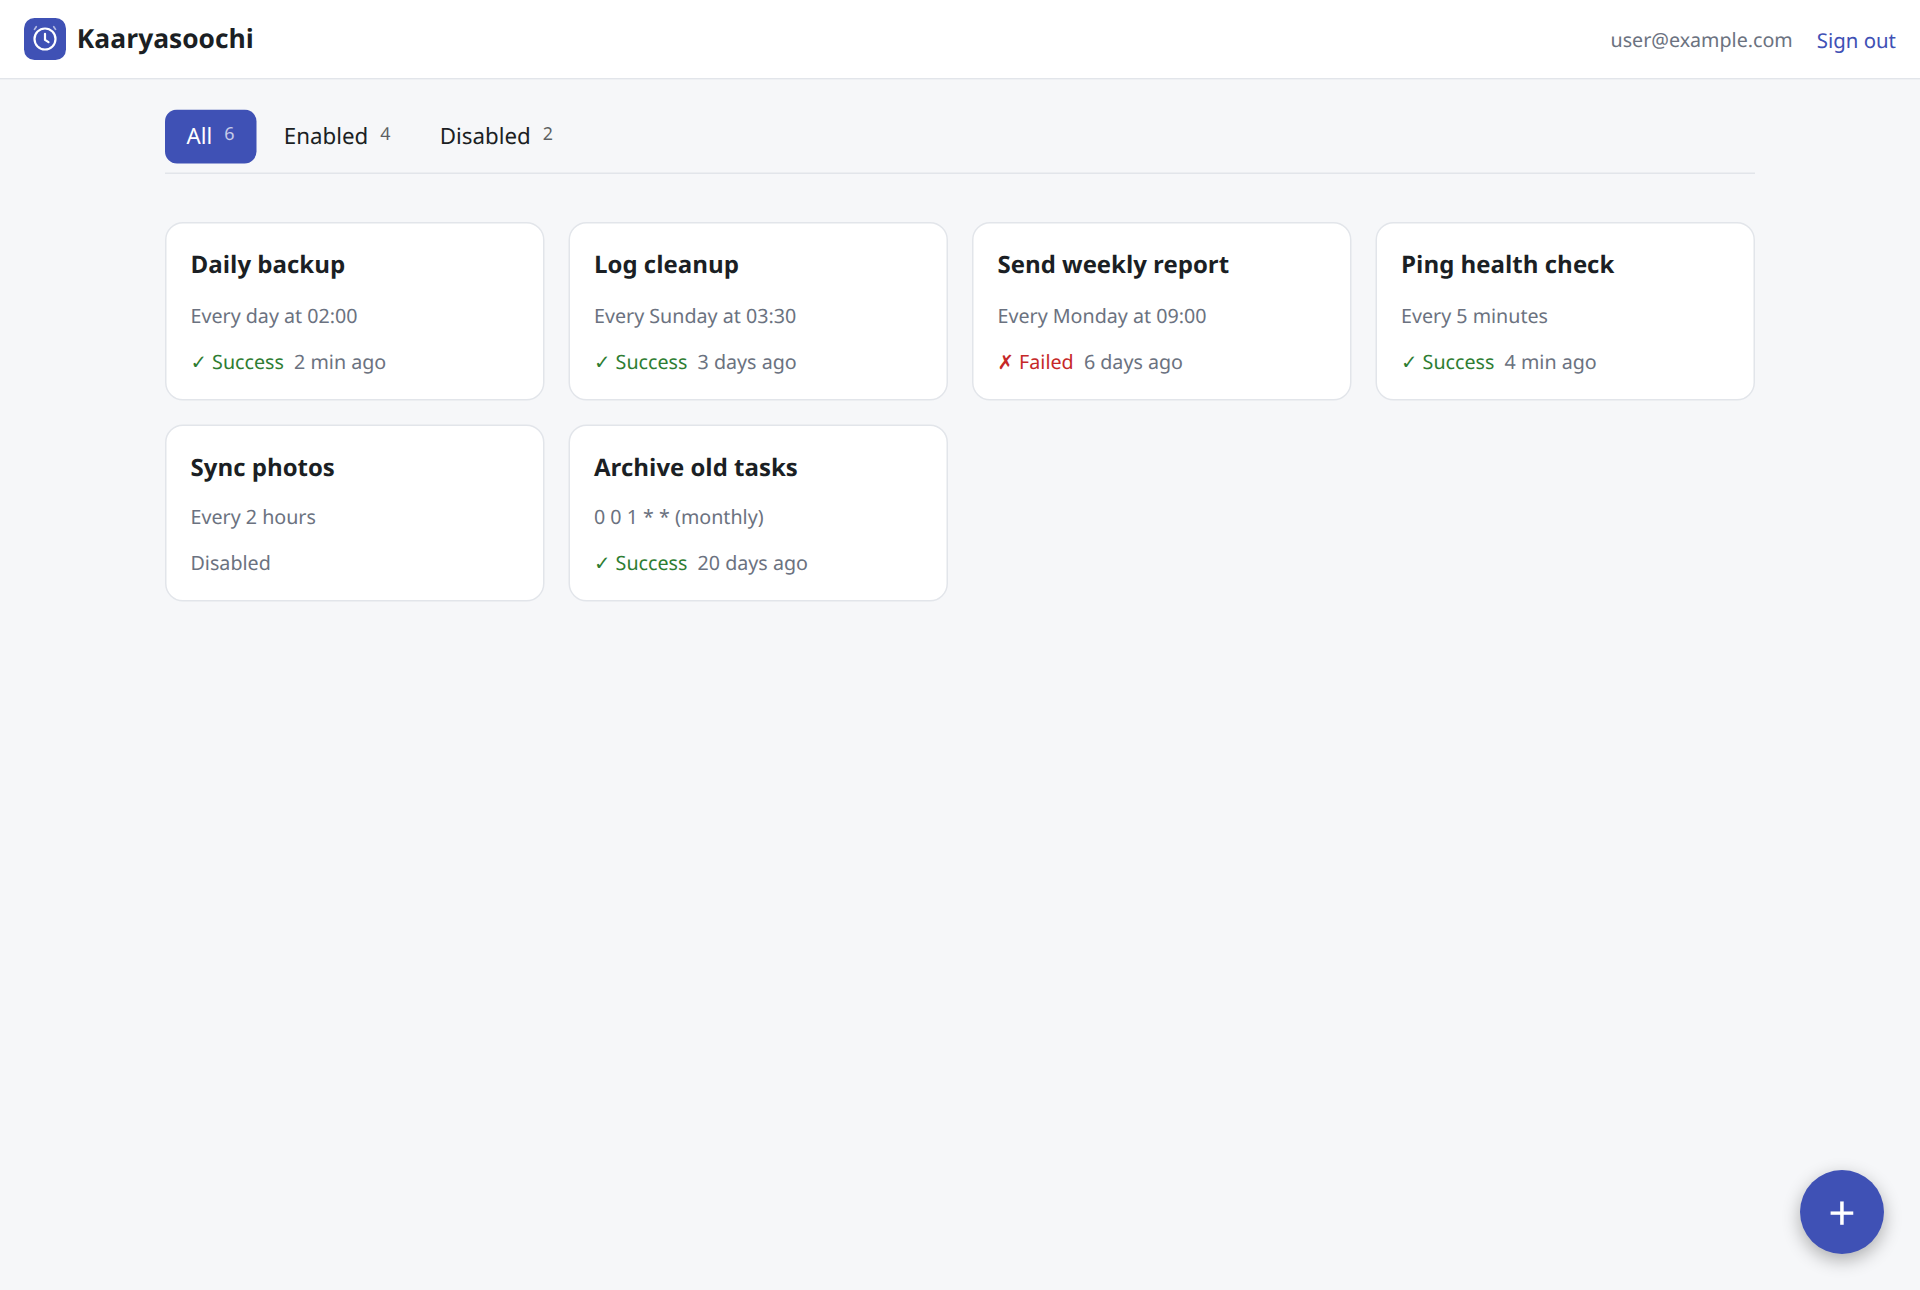 Kaaryasoochi
user@example.com Sign out
All 6 Enabled 4 Disabled 2
Daily backup
Every day at 02:00
✓ Success 2 min ago
Log cleanup
Every Sunday at 03:30
✓ Success 3 days ago
Send weekly report
Every Monday at 09:00
✗ Failed 6 days ago
Ping health check
Every 5 minutes
✓ Success 4 min ago
Sync photos
Every 2 hours
Disabled
Archive old tasks
0 0 1 * * (monthly)
✓ Success 20 days ago
+